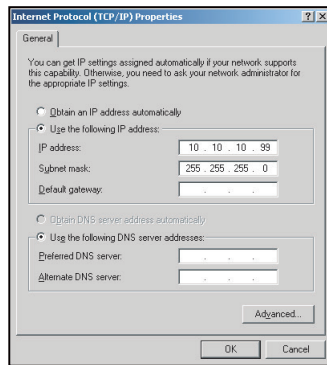 Internet Protocol (TCP/IP) Properties
General
You can get IP settings assigned automatically if your network supports
this capability. Otherwise, you need to ask your network administrator for
the appropriate IP settings.
Obtain an IP address automatically
Use the following IP address:
IP address: 10 . 10 . 10 . 99
Subnet mask: 255 . 255 . 255 . 0
Default gateway: . . .
Obtain DNS server address automatically
Use the following DNS server addresses:
Preferred DNS server: . . .
Alternate DNS server: . . .
Advanced...
OK Cancel